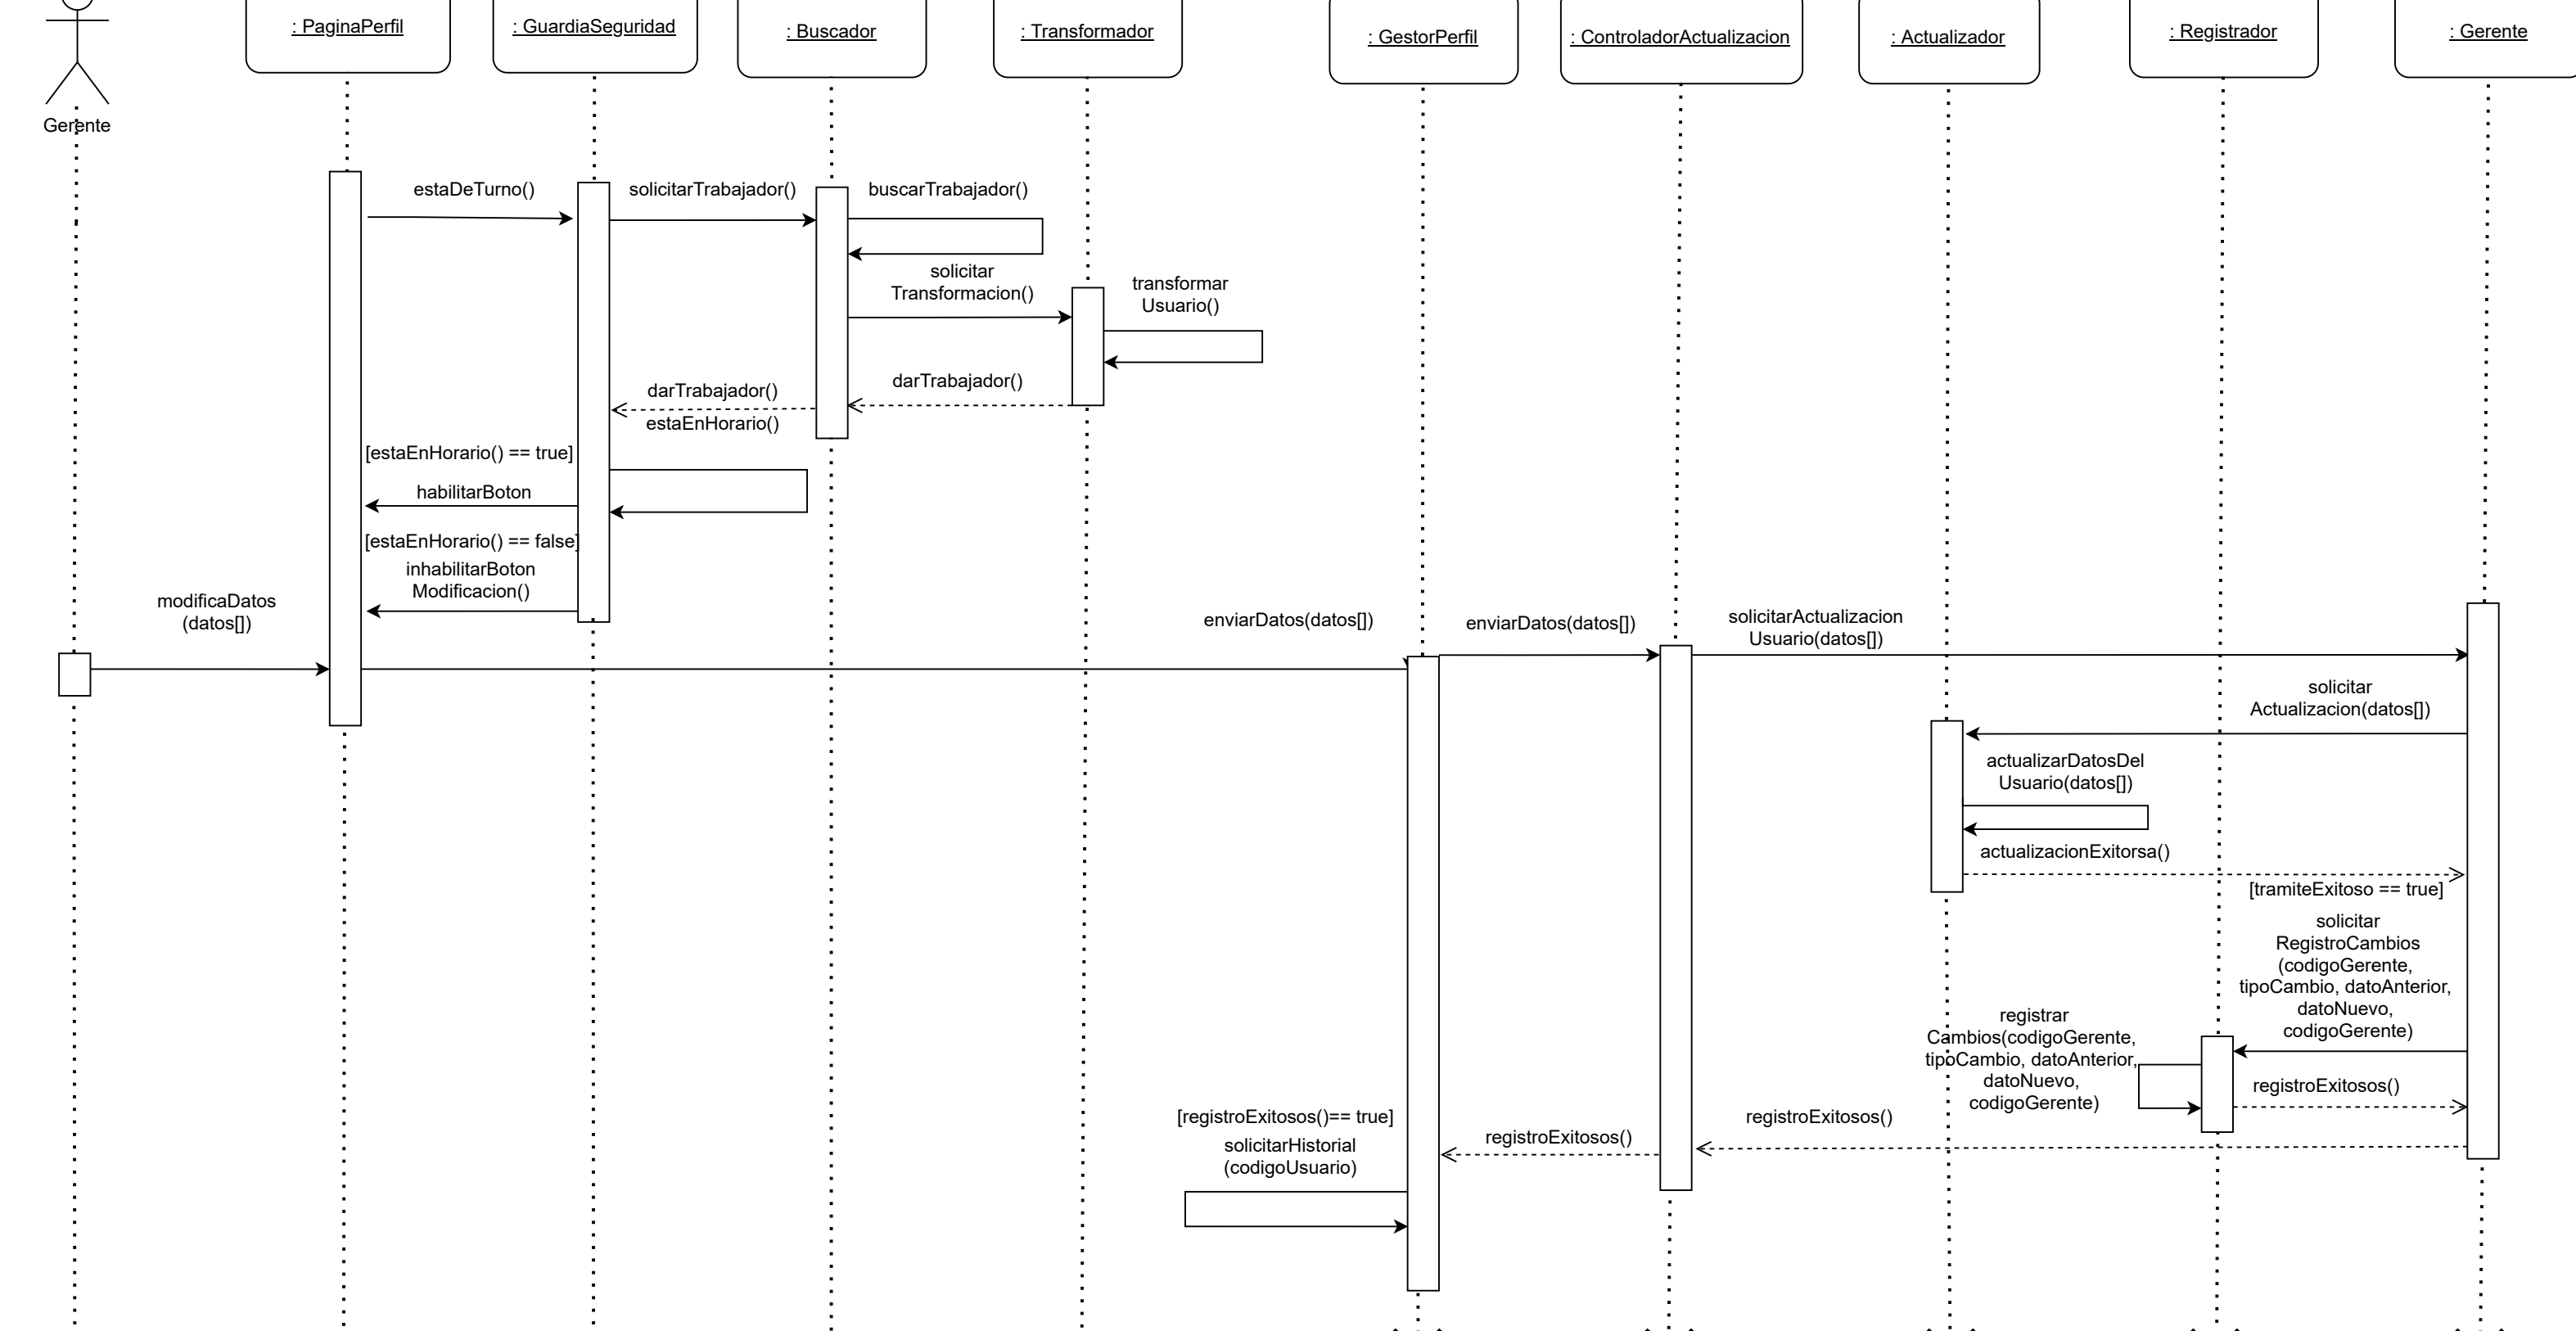 : PaginaPerfil
: GuardiaSeguridad
: Buscador
: Transformador
: GestorPerfil
: ControladorActualizacion
: Actualizador
: Registrador
: Gerente
Gerente
estaDeTurno()
solicitarTrabajador()
buscarTrabajador()
solicitar
Transformacion()
transformar
Usuario()
darTrabajador()
darTrabajador()
estaEnHorario()
[estaEnHorario() == true]
habilitarBoton
[estaEnHorario() == false]
inhabilitarBoton
Modificacion()
modificaDatos
(datos[])
enviarDatos(datos[])
enviarDatos(datos[])
solicitarActualizacion
Usuario(datos[])
solicitar
Actualizacion(datos[])
actualizarDatosDel
Usuario(datos[])
actualizacionExitorsa()
[tramiteExitoso == true]
solicitar
RegistroCambios
(codigoGerente,
tipoCambio, datoAnterior,
datoNuevo,
codigoGerente)
registrar
Cambios(codigoGerente,
tipoCambio, datoAnterior,
datoNuevo,
codigoGerente)
registroExitosos()
registroExitosos()
registroExitosos()
[registroExitosos()== true]
solicitarHistorial
(codigoUsuario)